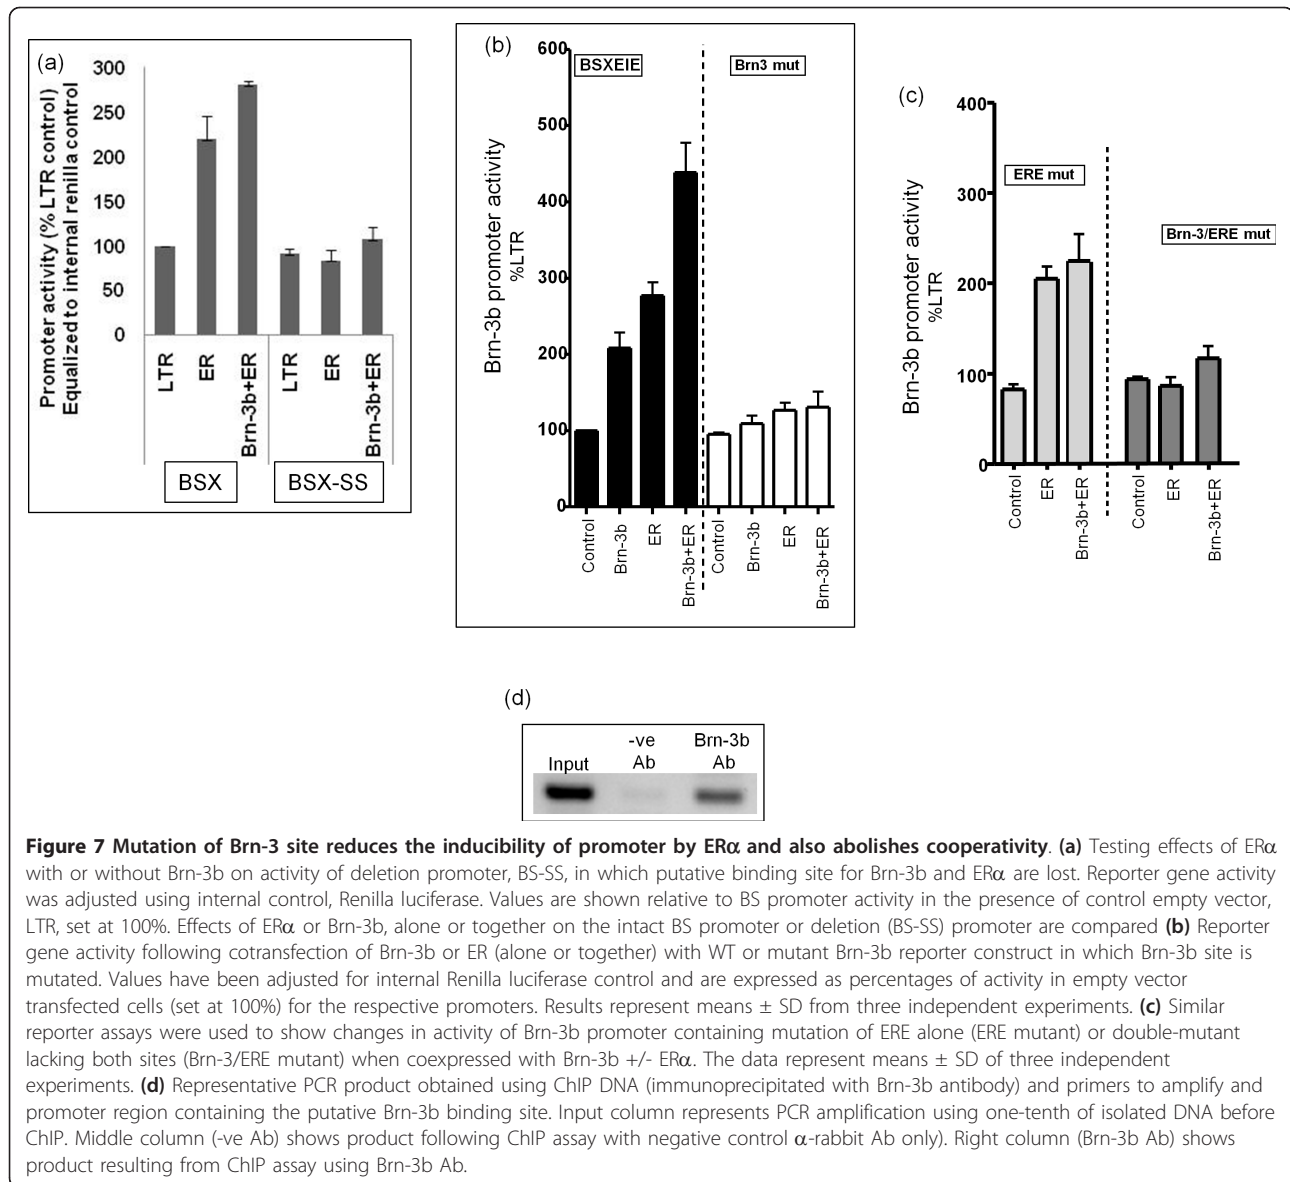 (a)
Promoter activity (% LTR control)
Equalized to internal renilla control
300
250
200
150
100
50
0
LTR
ER
Brn-3b+ER
LTR
ER
Brn-3b+ER
BSX
BSX-SS
(b)
Brn-3b promoter activity
%LTR
600
500
400
300
200
100
0
BSXEIE
Brn3 mut
Control
Brn-3b
ER
Brn-3b+ER
Control
Brn-3b
ER
Brn-3b+ER
(c)
Brn-3b promoter activity
%LTR
400
300
200
100
0
ERE mut
Brn-3/ERE mut
Control
ER
Brn-3b+ER
Control
ER
Brn-3b+ER
(d)
Input
-ve
Ab
Brn-3b
Ab
Figure 7 Mutation of Brn-3 site reduces the inducibility of promoter by ERα and also abolishes cooperativity. (a) Testing effects of ERα
with or without Brn-3b on activity of deletion promoter, BS-SS, in which putative binding site for Brn-3b and ERα are lost. Reporter gene activity
was adjusted using internal control, Renilla luciferase. Values are shown relative to BS promoter activity in the presence of control empty vector,
LTR, set at 100%. Effects of ERα or Brn-3b, alone or together on the intact BS promoter or deletion (BS-SS) promoter are compared (b) Reporter
gene activity following cotransfection of Brn-3b or ER (alone or together) with WT or mutant Brn-3b reporter construct in which Brn-3b site is
mutated. Values have been adjusted for internal Renilla luciferase control and are expressed as percentages of activity in empty vector
transfected cells (set at 100%) for the respective promoters. Results represent means ± SD from three independent experiments. (c) Similar
reporter assays were used to show changes in activity of Brn-3b promoter containing mutation of ERE alone (ERE mutant) or double-mutant
lacking both sites (Brn-3/ERE mutant) when coexpressed with Brn-3b +/- ERα. The data represent means ± SD of three independent
experiments. (d) Representative PCR product obtained using ChIP DNA (immunoprecipitated with Brn-3b antibody) and primers to amplify and
promoter region containing the putative Brn-3b binding site. Input column represents PCR amplification using one-tenth of isolated DNA before
ChIP. Middle column (-ve Ab) shows product following ChIP assay with negative control α-rabbit Ab only). Right column (Brn-3b Ab) shows
product resulting from ChIP assay using Brn-3b Ab.